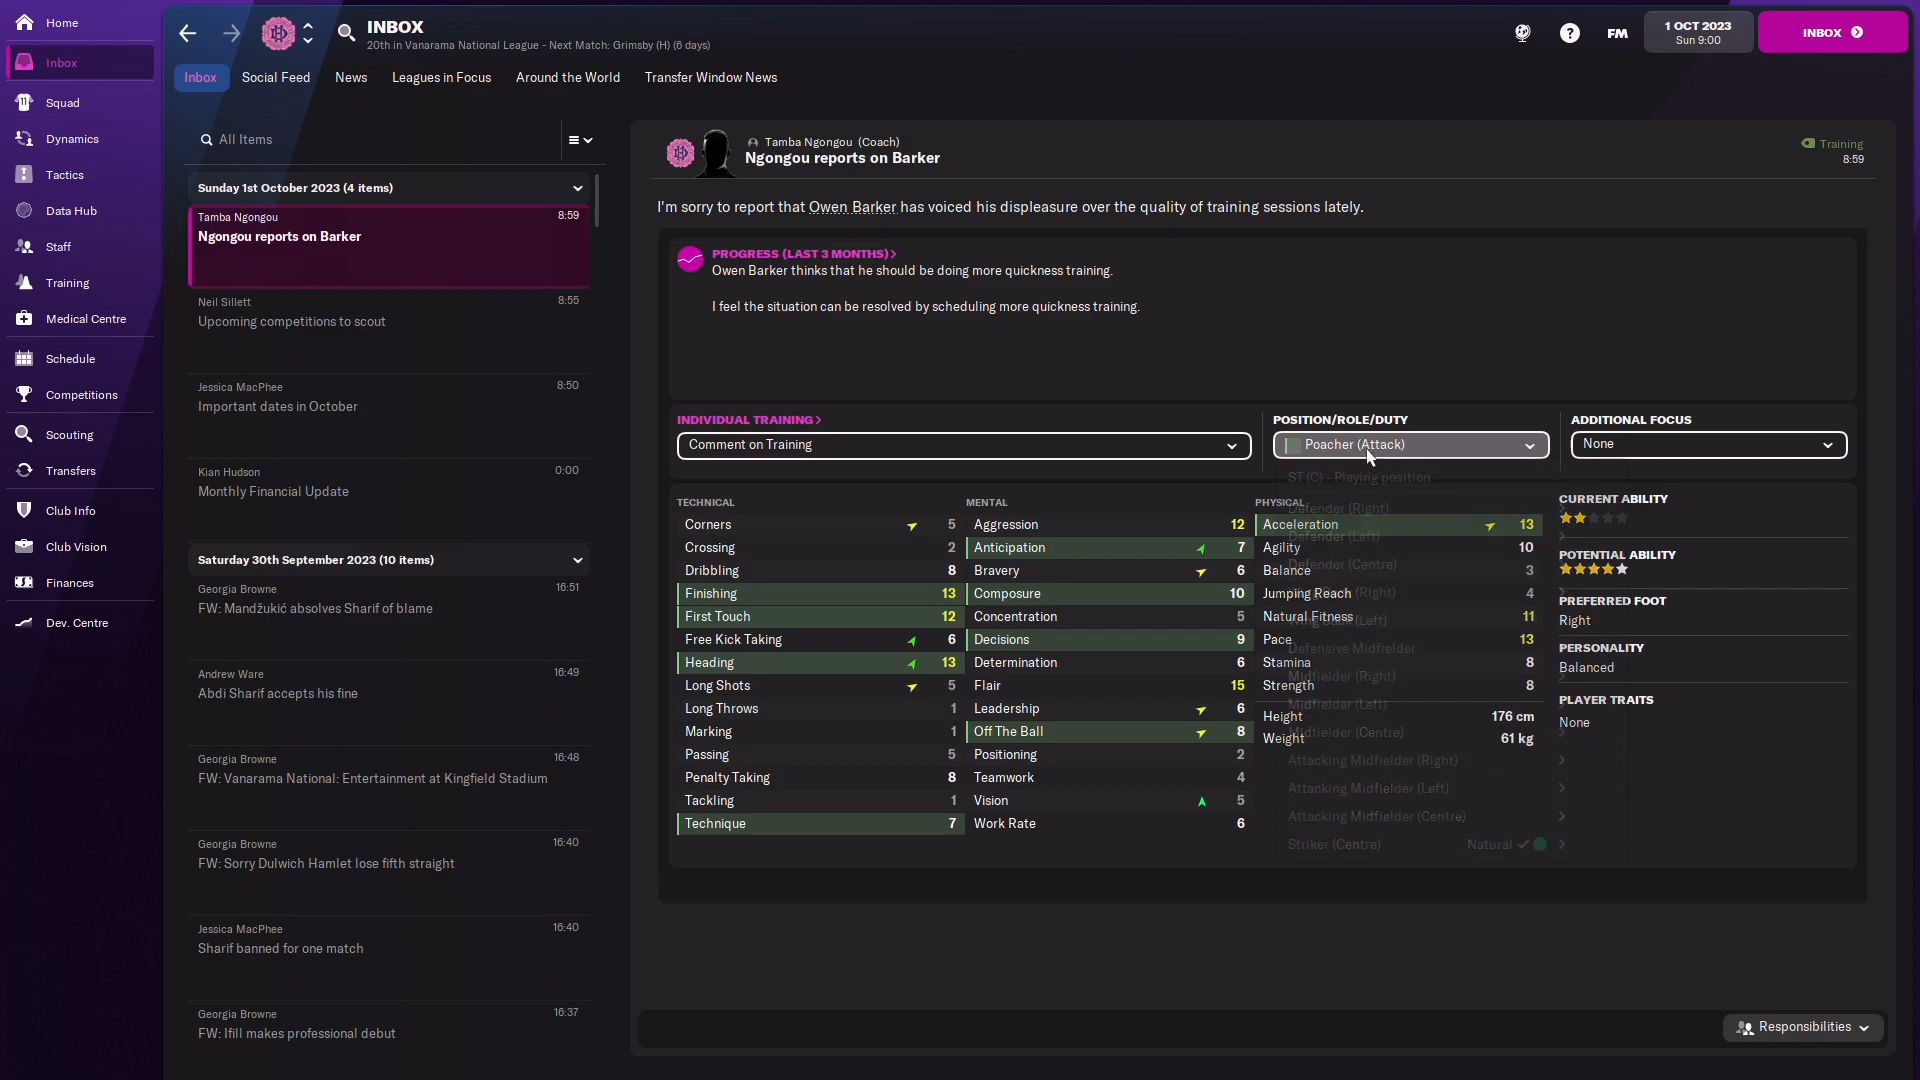 Home
Inbox
Squad
Dynamics
Tactics
Data Hub
Staff
Training
Medical Centre
Schedule
Competitions
Scouting
Transfers
Club Info
Club Vision
Finances
Dev. Centre
INBOX
20th in Vanarama National League - Next Match: Grimsby (H) (6 days)
FM
1 OCT 2023
Sun 9:00
INBOX
Inbox Social Feed News Leagues in Focus Around the World Transfer Window News
All Items
Sunday 1st October 2023 (4 items)
Tamba Ngongou 8:59
Ngongou reports on Barker
Neil Sillett 8:55
Upcoming competitions to scout
Jessica MacPhee 8:50
Important dates in October
Kian Hudson 0:00
Monthly Financial Update
Saturday 30th September 2023 (10 items)
Georgia Browne 16:51
FW: Mandžukić absolves Sharif of blame
Andrew Ware 16:49
Abdi Sharif accepts his fine
Georgia Browne 16:48
FW: Vanarama National: Entertainment at Kingfield Stadium
Georgia Browne 16:40
FW: Sorry Dulwich Hamlet lose fifth straight
Jessica MacPhee 16:40
Sharif banned for one match
Georgia Browne 16:37
FW: Ifill makes professional debut
Tamba Ngongou (Coach)
Ngongou reports on Barker
Training
8:59
I'm sorry to report that Owen Barker has voiced his displeasure over the quality of training sessions lately.
PROGRESS (LAST 3 MONTHS)>
Owen Barker thinks that he should be doing more quickness training.
I feel the situation can be resolved by scheduling more quickness training.
INDIVIDUAL TRAINING>
Comment on Training
POSITION/ROLE/DUTY
Poacher (Attack)
ADDITIONAL FOCUS
None
TECHNICAL
Corners 5
Crossing 2
Dribbling 8
Finishing 13
First Touch 12
Free Kick Taking 6
Heading 13
Long Shots 5
Long Throws 1
Marking 1
Passing 5
Penalty Taking 8
Tackling 1
Technique 7
MENTAL
Aggression 12
Anticipation 7
Bravery 6
Composure 10
Concentration 5
Decisions 9
Determination 6
Flair 15
Leadership 6
Off The Ball 8
Positioning 2
Teamwork 4
Vision 5
Work Rate 6
PHYSICAL
Acceleration 13
Agility 10
Balance 3
Jumping Reach 4
Natural Fitness 11
Pace 13
Stamina 8
Strength 8
Height 176 cm
Weight 61 kg
ST (C) - Playing position
Defender (Right)
Defender (Left)
Defender (Centre)
(Right)
(Left)
Defensive Midfielder
Midfielder (Right)
Midfielder (Left)
Midfielder (Centre)
Attacking Midfielder (Right)
Attacking Midfielder (Left)
Attacking Midfielder (Centre)
Striker (Centre) Natural
CURRENT ABILITY
POTENTIAL ABILITY
PREFERRED FOOT
Right
PERSONALITY
Balanced
PLAYER TRAITS
None
Responsibilities